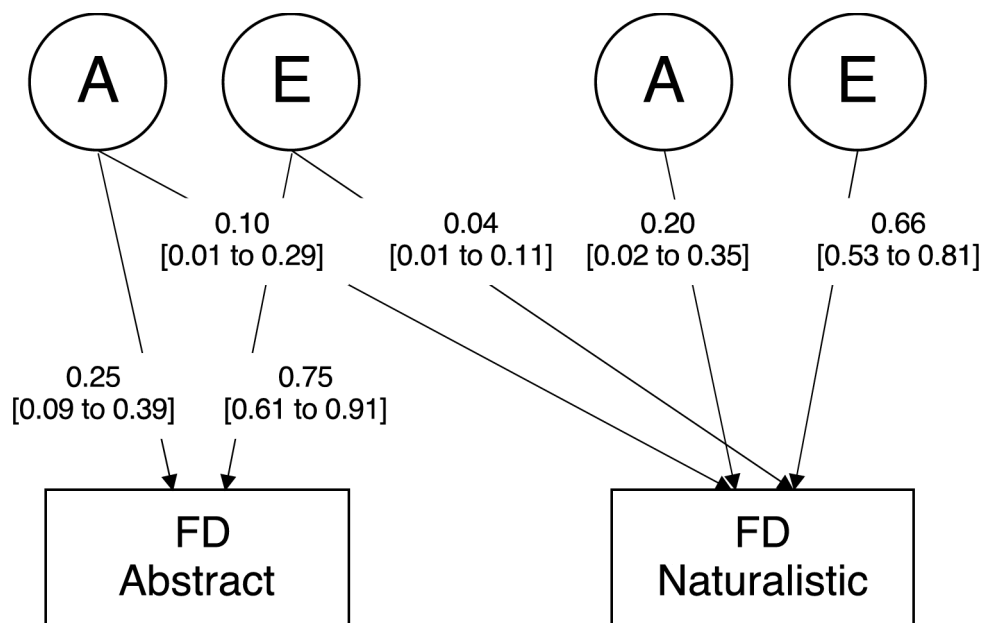 A
E
A
E
0.10
[0.01 to 0.29]
0.04
[0.01 to 0.11]
0.20
[0.02 to 0.35]
0.66
[0.53 to 0.81]
0.25
[0.09 to 0.39]
0.75
[0.61 to 0.91]
FD
Abstract
FD
Naturalistic